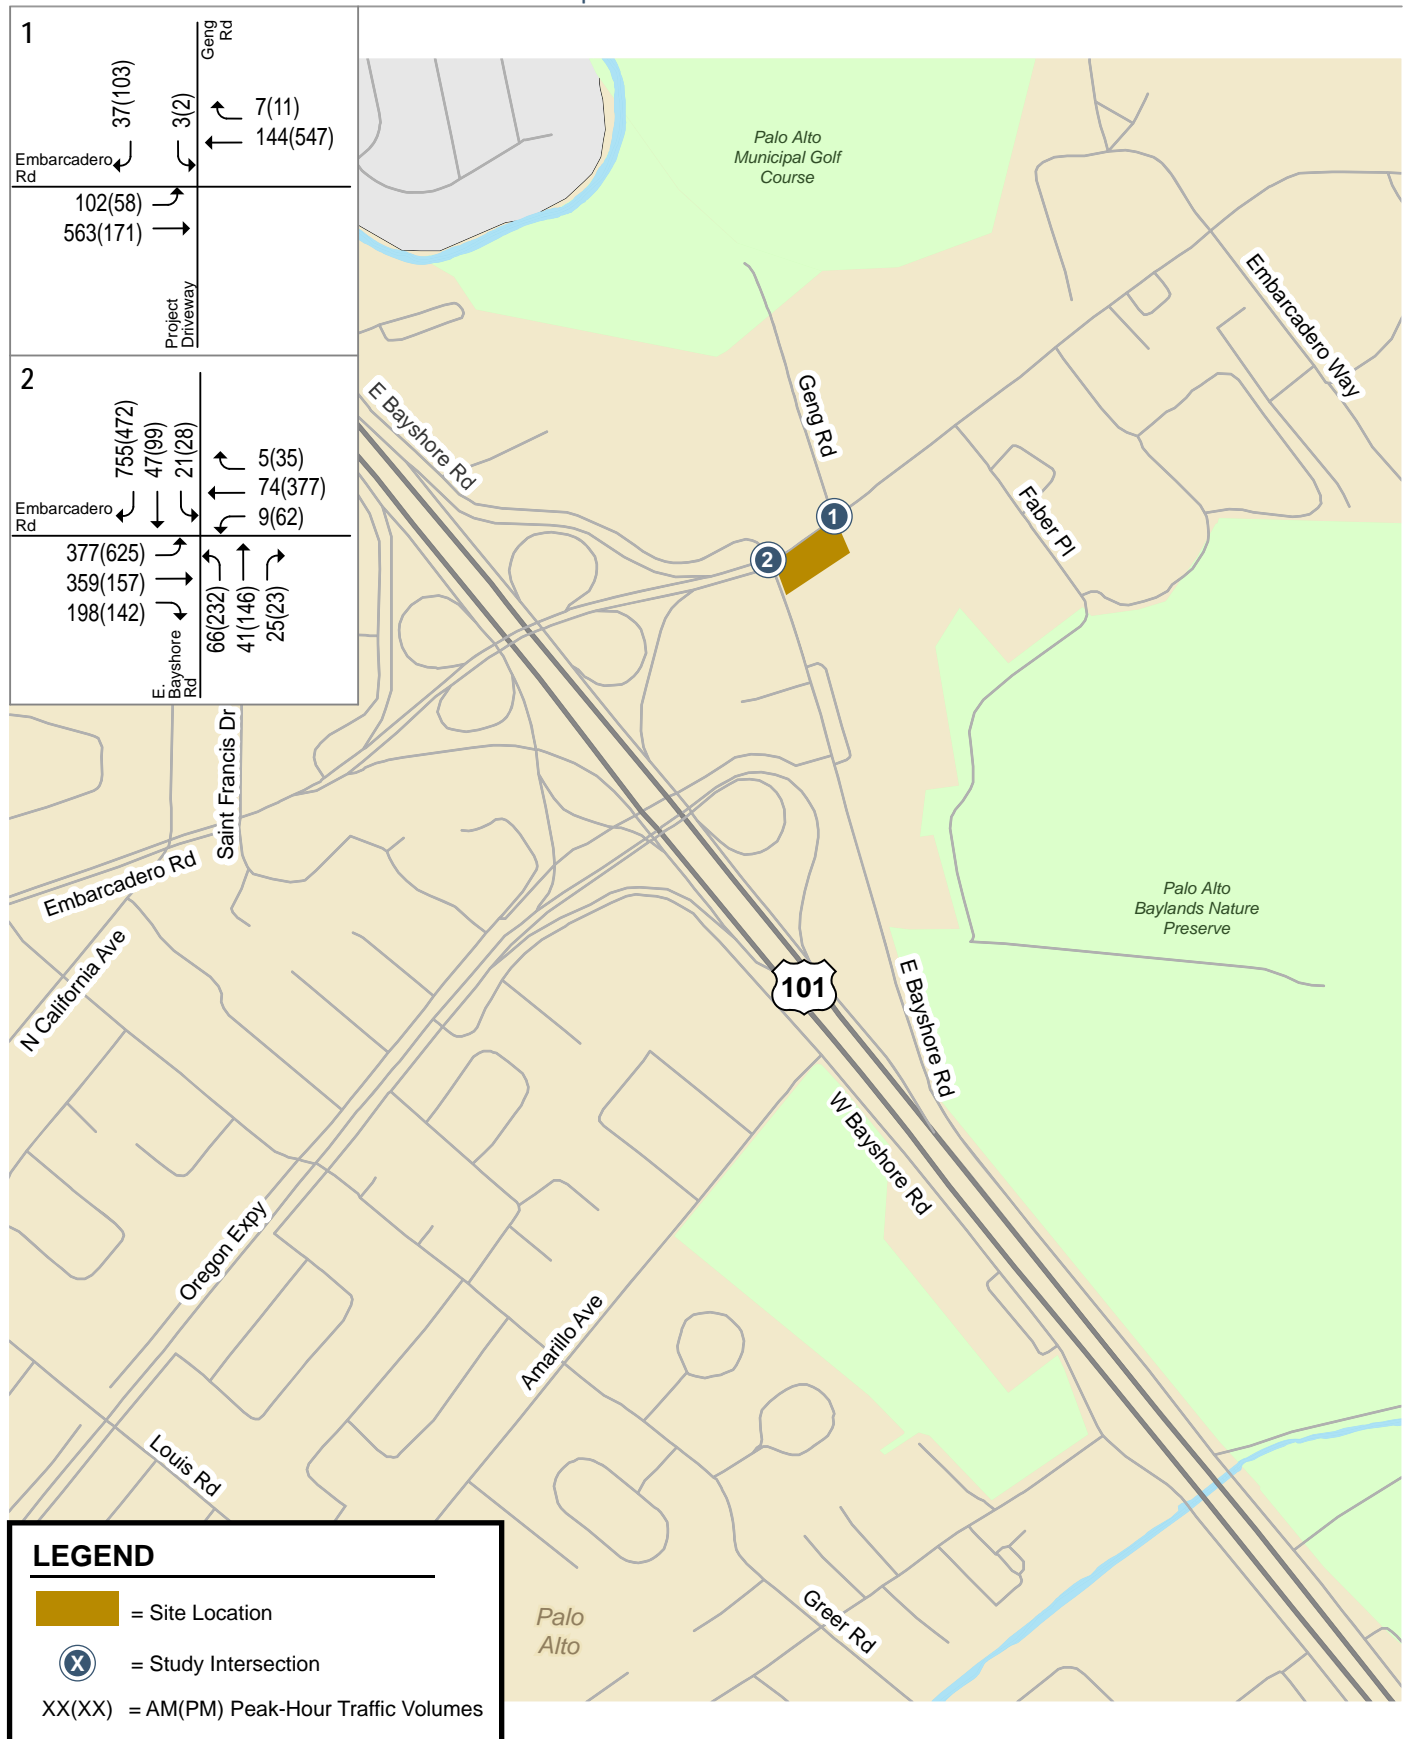 1
Geng
Rd
37(103)
3(2)
7(11)
144(547)
Embarcadero
Rd
102(58)
563(171)
Project
Driveway
2
755(472)
47(99)
21(28)
5(35)
74(377)
9(62)
Embarcadero
Rd
377(625)
359(157)
198(142)
66(232)
41(146)
25(23)
E.
Bayshore
Rd
Palo Alto
Municipal Golf
Course
Embarcadero Way
E Bayshore Rd
Geng Rd
Faber Pl
1
2
Saint Francis Dr
Embarcadero Rd
N California Ave
Palo Alto
Baylands Nature
Preserve
101
E Bayshore Rd
W Bayshore Rd
Oregon Expy
Amarillo Ave
Louis Rd
Greer Rd
Palo
Alto
LEGEND
= Site Location
X = Study Intersection
XX(XX) = AM(PM) Peak-Hour Traffic Volumes